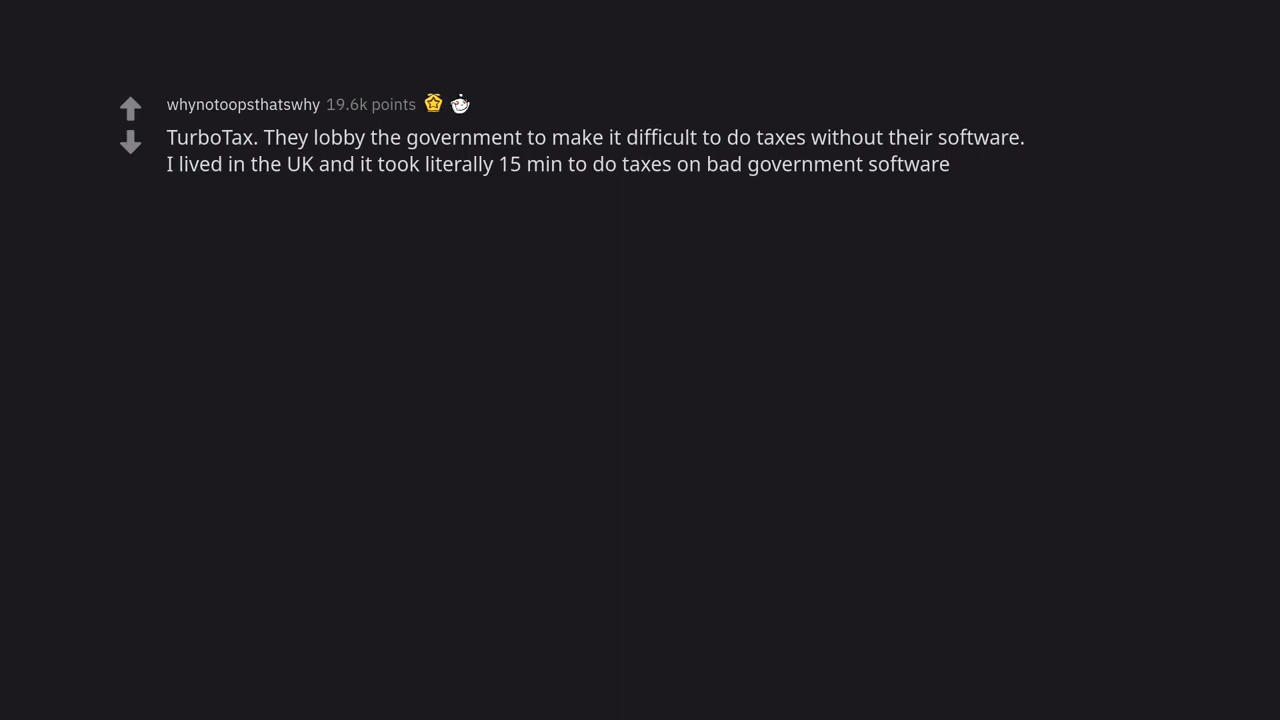 whynotoopsthatswhy 19.6k points
TurboTax. They lobby the government to make it difficult to do taxes without their software.
I lived in the UK and it took literally 15 min to do taxes on bad government software